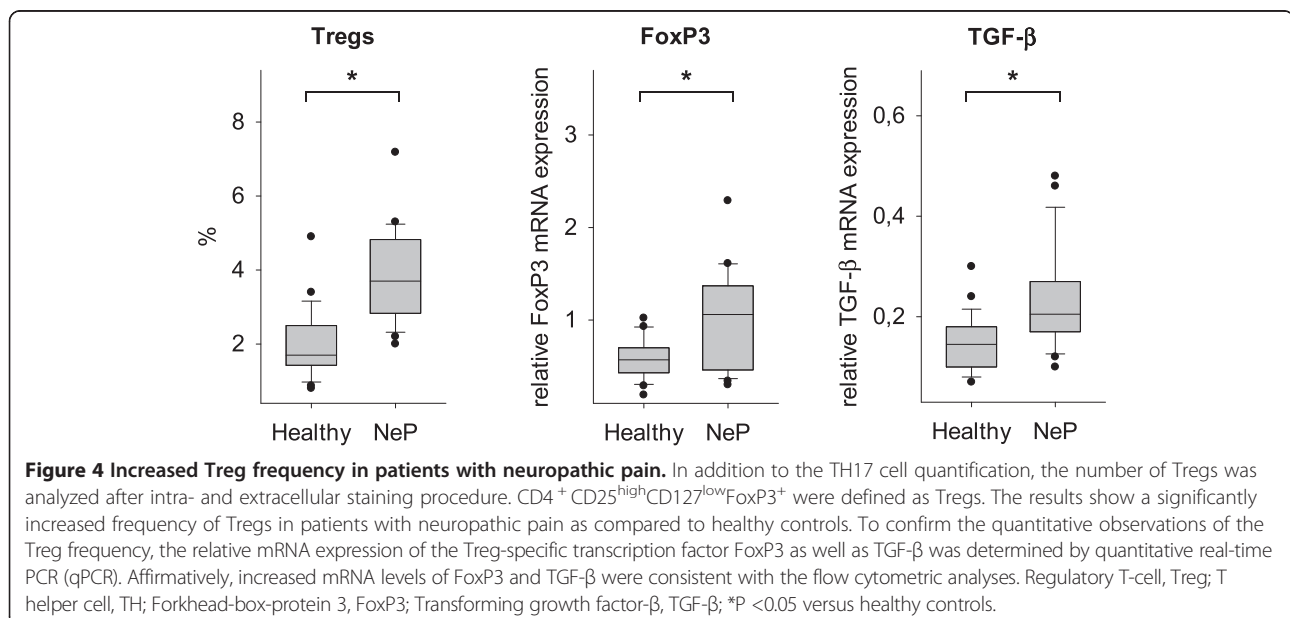 Tregs
FoxP3
TGF-β
*
*
*
%
8
6
4
2
relative FoxP3 mRNA expression
3
2
1
relative TGF-β mRNA expression
0,6
0,4
0,2
Healthy NeP
Healthy NeP
Healthy NeP
Figure 4 Increased Treg frequency in patients with neuropathic pain. In addition to the TH17 cell quantification, the number of Tregs was
analyzed after intra- and extracellular staining procedure. CD4 + CD25highCD127lowFoxP3+ were defined as Tregs. The results show a significantly
increased frequency of Tregs in patients with neuropathic pain as compared to healthy controls. To confirm the quantitative observations of the
Treg frequency, the relative mRNA expression of the Treg-specific transcription factor FoxP3 as well as TGF-β was determined by quantitative real-time
PCR (qPCR). Affirmatively, increased mRNA levels of FoxP3 and TGF-β were consistent with the flow cytometric analyses. Regulatory T-cell, Treg; T
helper cell, TH; Forkhead-box-protein 3, FoxP3; Transforming growth factor-β, TGF-β; *P <0.05 versus healthy controls.